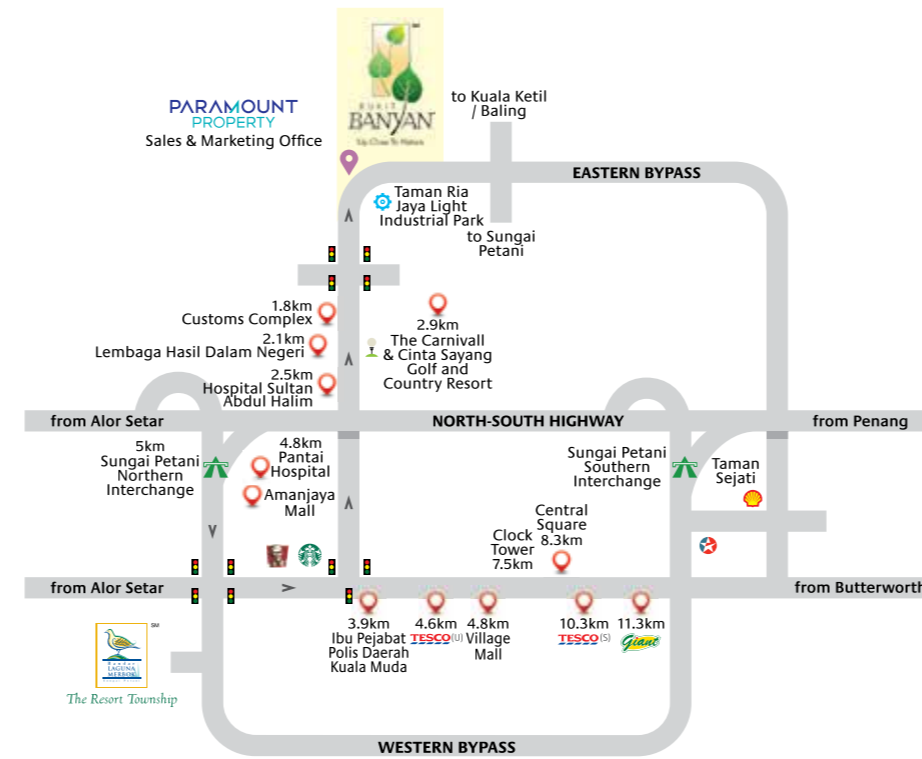 BUKIT
BANYAN
Up Close To Nature
SM
PARAMOUNT
PROPERTY
Sales & Marketing Office
to Kuala Ketil
/ Baling
EASTERN BYPASS
Taman Ria
Jaya Light
Industrial Park
to Sungai
Petani
1.8km
Customs Complex
2.1km
Lembaga Hasil Dalam Negeri
2.5km
Hospital Sultan
Abdul Halim
2.9km
The Carnivall
& Cinta Sayang
Golf and
Country Resort
from Alor Setar
NORTH-SOUTH HIGHWAY
from Penang
5km
Sungai Petani
Northern
Interchange
4.8km
Pantai
Hospital
Amanjaya
Mall
Sungai Petani
Southern
Interchange
Taman
Sejati
Central
Square
8.3km
Clock
Tower
7.5km
from Alor Setar
from Butterworth
3.9km
Ibu Pejabat
Polis Daerah
Kuala Muda
4.6km
TESCO (U)
4.8km
Village
Mall
10.3km
TESCO (S)
11.3km
Giant
SM
Bandar
LAGUNA
MERBOK
The Resort Township
WESTERN BYPASS